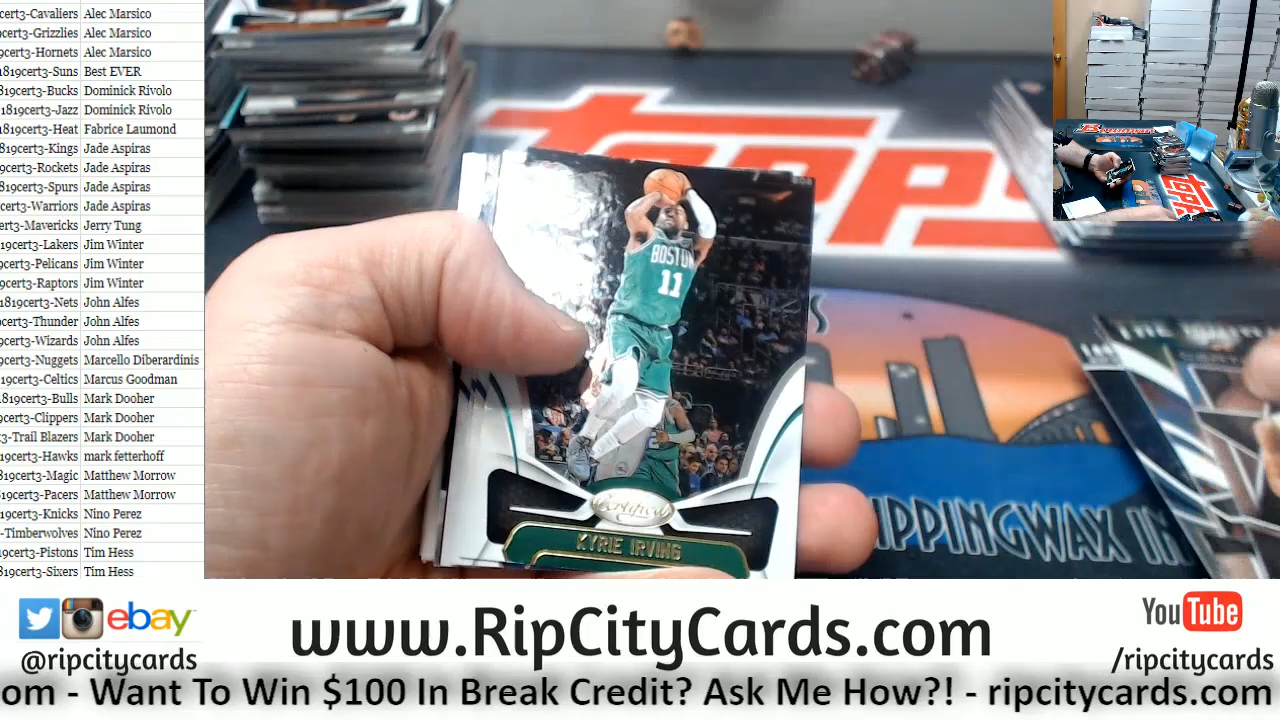 cert3-Cavaliers Alec Marsico
cert3-Grizzlies Alec Marsico
9cert3-Hornets Alec Marsico
1819cert3-Suns Best EVER
19cert3-Bucks Dominick Rivolo
1819cert3-Jazz Dominick Rivolo
819cert3-Heat Fabrice Laumond
19cert3-Kings Jade Aspiras
cert3-Rockets Jade Aspiras
19cert3-Spurs Jade Aspiras
cert3-Warriors Jade Aspiras
ert3-Mavericks Jerry Tung
19cert3-Lakers Jim Winter
cert3-Pelicans Jim Winter
cert3-Raptors Jim Winter
1819cert3-Nets John Alfes
cert3-Thunder John Alfes
cert3-Wizards John Alfes
cert3-Nuggets Marcello Diberardinis
9cert3-Celtics Marcus Goodman
1819cert3-Bulls Mark Dooher
cert3-Clippers Mark Dooher
3-Trail Blazers Mark Dooher
cert3-Hawks mark fetterhoff
819cert3-Magic Matthew Morrow
19cert3-Pacers Matthew Morrow
9cert3-Knicks Nino Perez
-Timberwolves Nino Perez
9cert3-Pistons Tim Hess
819cert3-Sixers Tim Hess
TOPPS
BOSTON
11
Certified
KYRIE IRVING
IPPINGWAX IN
ebay
@ripcitycards
www.RipCityCards.com
YouTube
/ripcitycards
om - Want To Win $100 In Break Credit? Ask Me How?! - ripcitycards.com